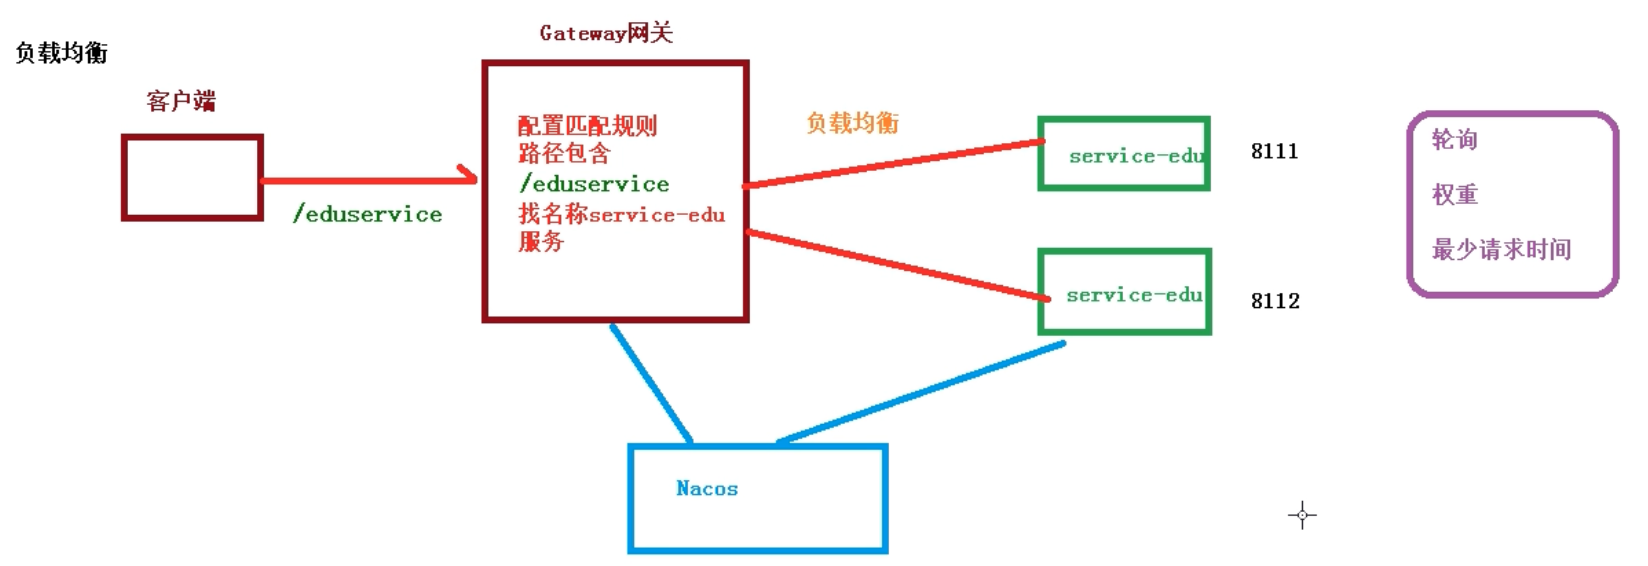 负载均衡
客户端
/eduservice
Gateway网关
配置匹配规则
路径包含
/eduservice
找名称service-edu
服务
负载均衡
service-edu
8111
service-edu
8112
轮询
权重
最少请求时间
Nacos